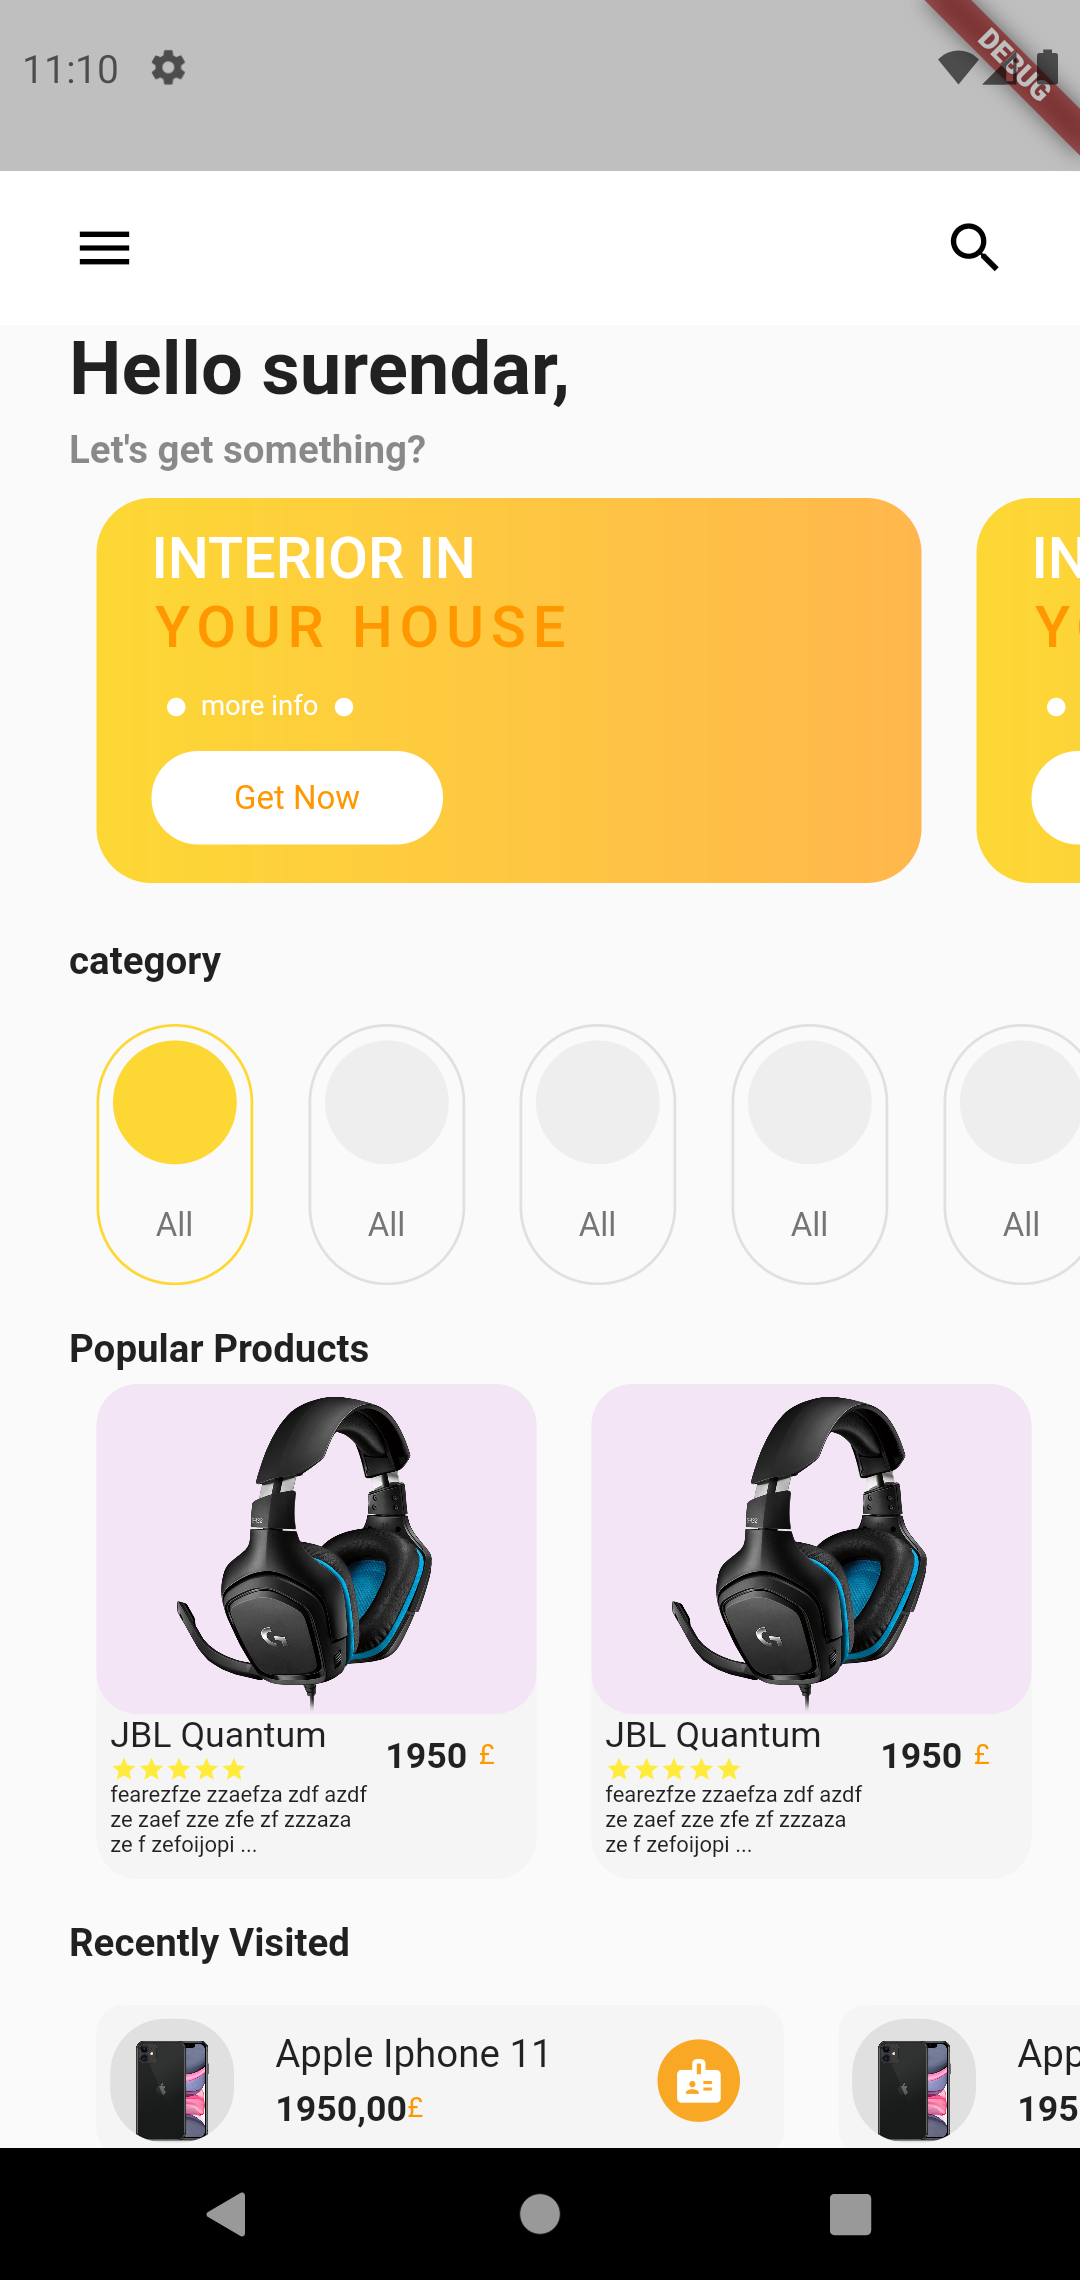 11:10
DEBUG
Hello surendar,
Let's get something?
INTERIOR IN
YOUR HOUSE
more info
Get Now
IN
YO
category
All
All
All
All
All
Popular Products
JBL Quantum
1950 £
fearezfze zzaefza zdf azdf
ze zaef zze zfe zf zzzaza
ze f zefoijopi ...
JBL Quantum
1950 £
fearezfze zzaefza zdf azdf
ze zaef zze zfe zf zzzaza
ze f zefoijopi ...
Recently Visited
Apple Iphone 11
1950,00£
App
195